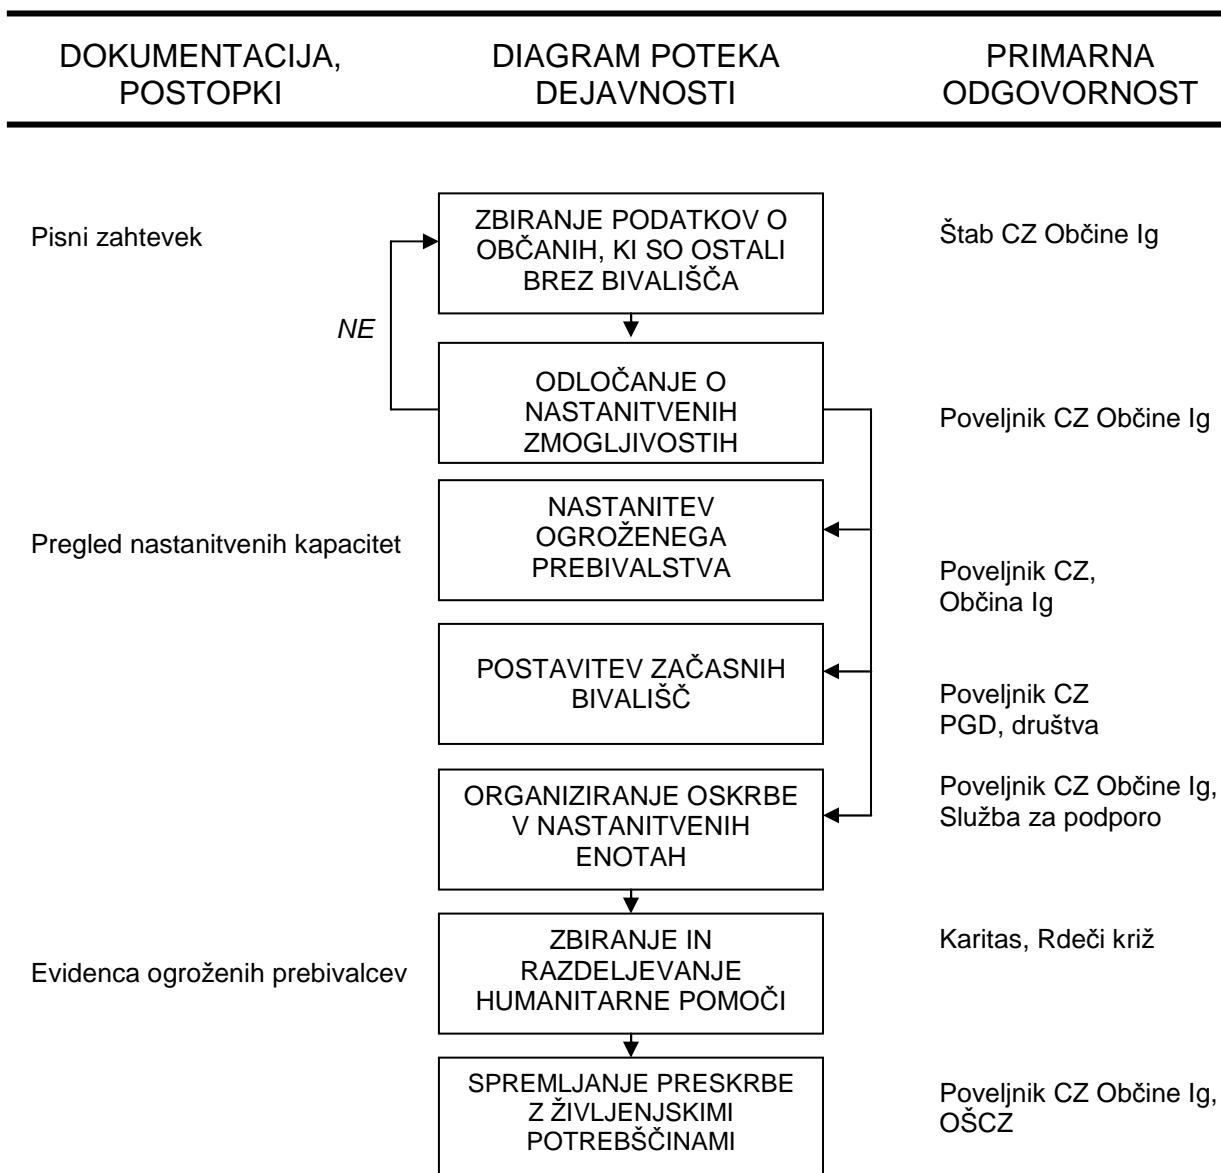 DOKUMENTACIJA,
POSTOPKI
DIAGRAM POTEKA
DEJAVNOSTI
PRIMARNA
ODGOVORNOST
Pisni zahtevek
ZBIRANJE PODATKOV O
OBČANIH, KI SO OSTALI
BREZ BIVALIŠČA
Štab CZ Občine Ig
NE
ODLOČANJE O
NASTANITVENIH
ZMOGLJIVOSTIH
Poveljnik CZ Občine Ig
Pregled nastanitvenih kapacitet
NASTANITEV
OGROŽENEGA
PREBIVALSTVA
Poveljnik CZ,
Občina Ig
POSTAVITEV ZAČASNIH
BIVALIŠČ
Poveljnik CZ
PGD, društva
ORGANIZIRANJE OSKRBE
V NASTANITVENIH
ENOTAH
Poveljnik CZ Občine Ig,
Služba za podporo
Evidenca ogroženih prebivalcev
ZBIRANJE IN
RAZDELJEVANJE
HUMANITARNE POMOČI
Karitas, Rdeči križ
SPREMLJANJE PRESKRBE
Z ŽIVLJENJSKIMI
POTREBŠČINAMI
Poveljnik CZ Občine Ig,
OŠCZ